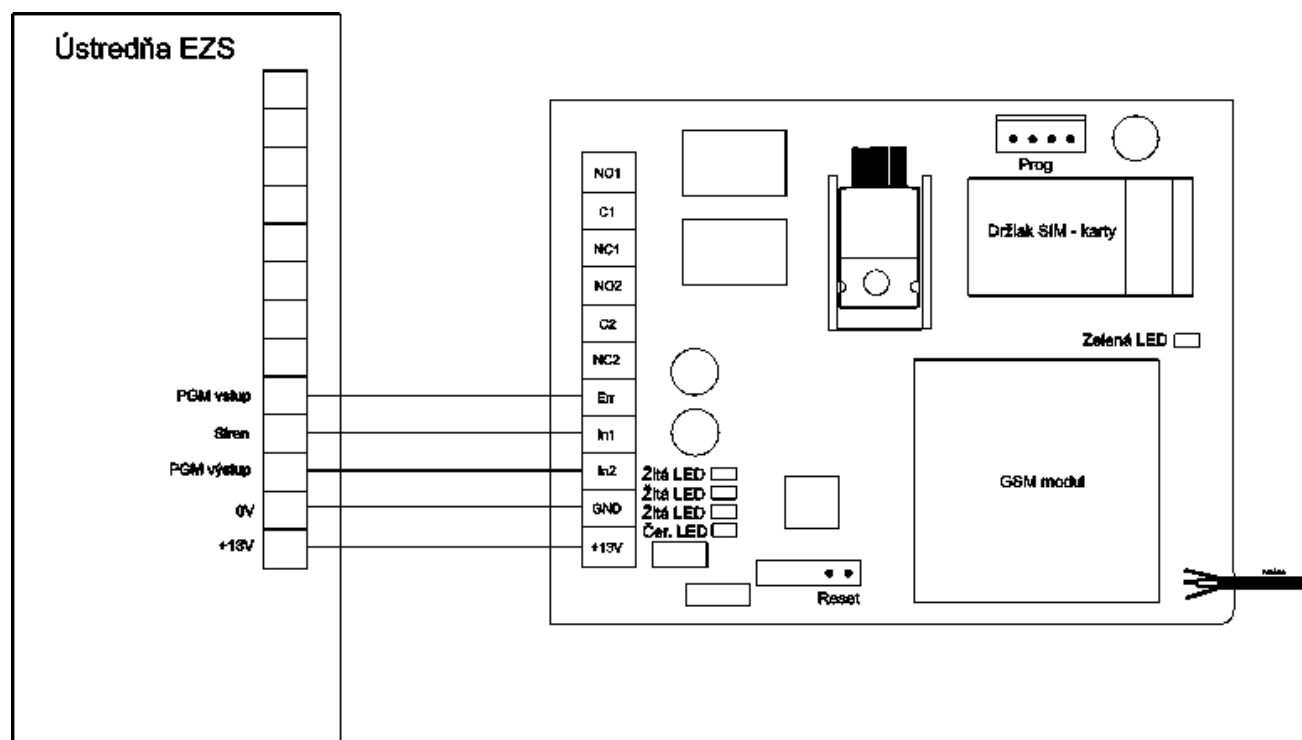 Ústredňa EZS
PGM vstup
Siren
PGM výstup
0V
+13V
NO1
C1
NC1
NO2
C2
NC2
Err
In1
In2
GND
+13V
Prog
Držiak SIM - karty
Zelená LED
GSM modul
Žltá LED
Žltá LED
Žltá LED
Čer. LED
Reset